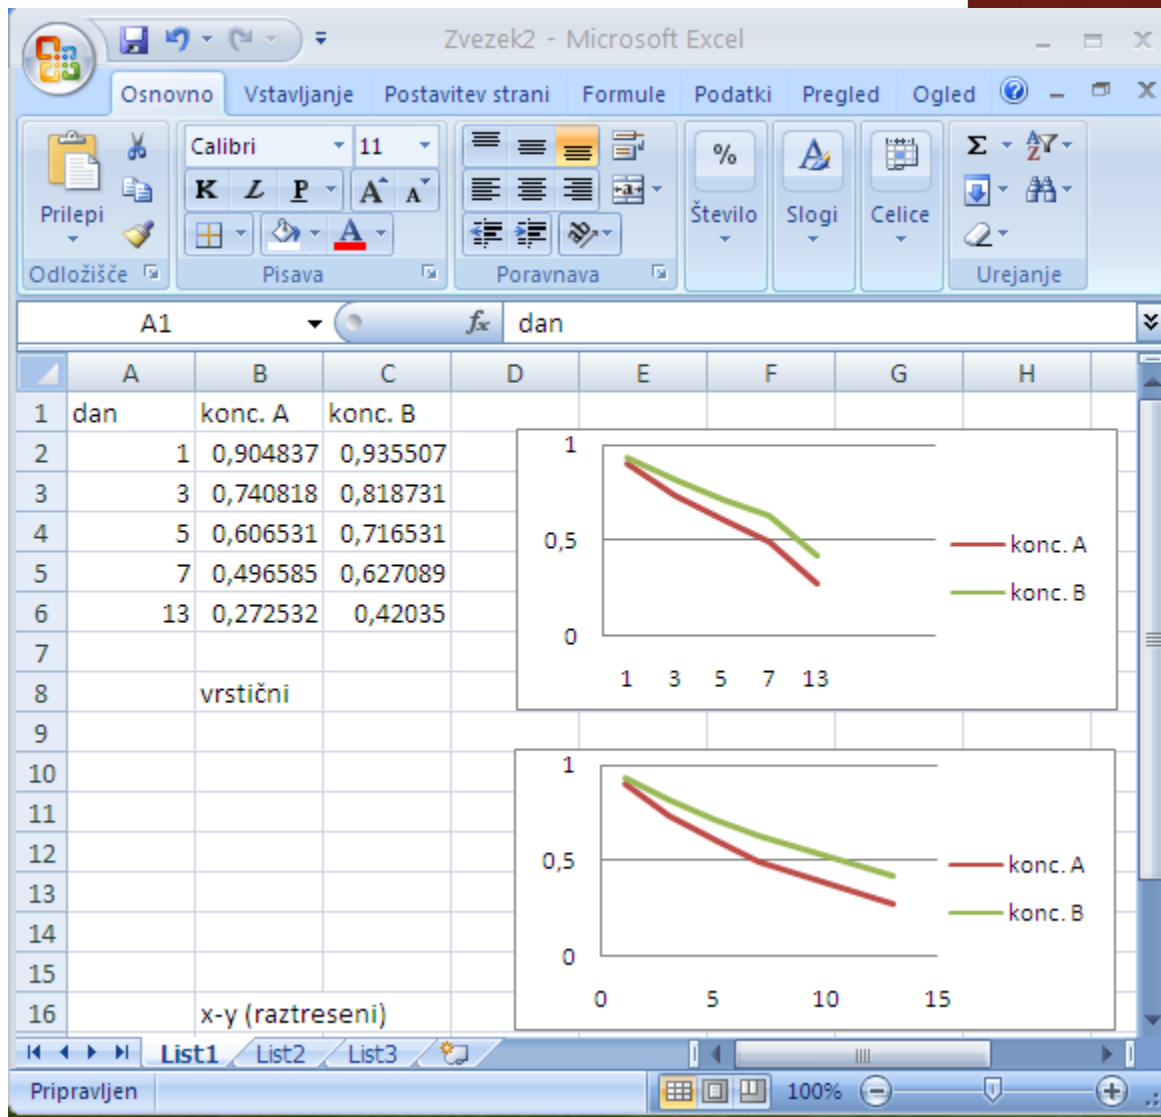 Zvezek2 - Microsoft Excel
Osnovno Vstavljanje Postavitev strani Formule Podatki Pregled Ogled
Calibri 11
K L P A A
Prilepi
A
Odložišče Pisava Poravnava
% Število
A Slogi
Celice
Σ A Z
Urejanje
A1 fx dan
A B C D E F G H
1 dan konc. A konc. B
2 1 0,904837 0,935507
3 3 0,740818 0,818731
4 5 0,606531 0,716531
5 7 0,496585 0,627089
6 13 0,272532 0,42035
7
8 vrstični
9
10
11
12
13
14
15
16 x-y (raztreseni)
1
0,5
0
1 3 5 7 13
konc. A
konc. B
1
0,5
0
0 5 10 15
konc. A
konc. B
List1 List2 List3
Pripravljen 100%